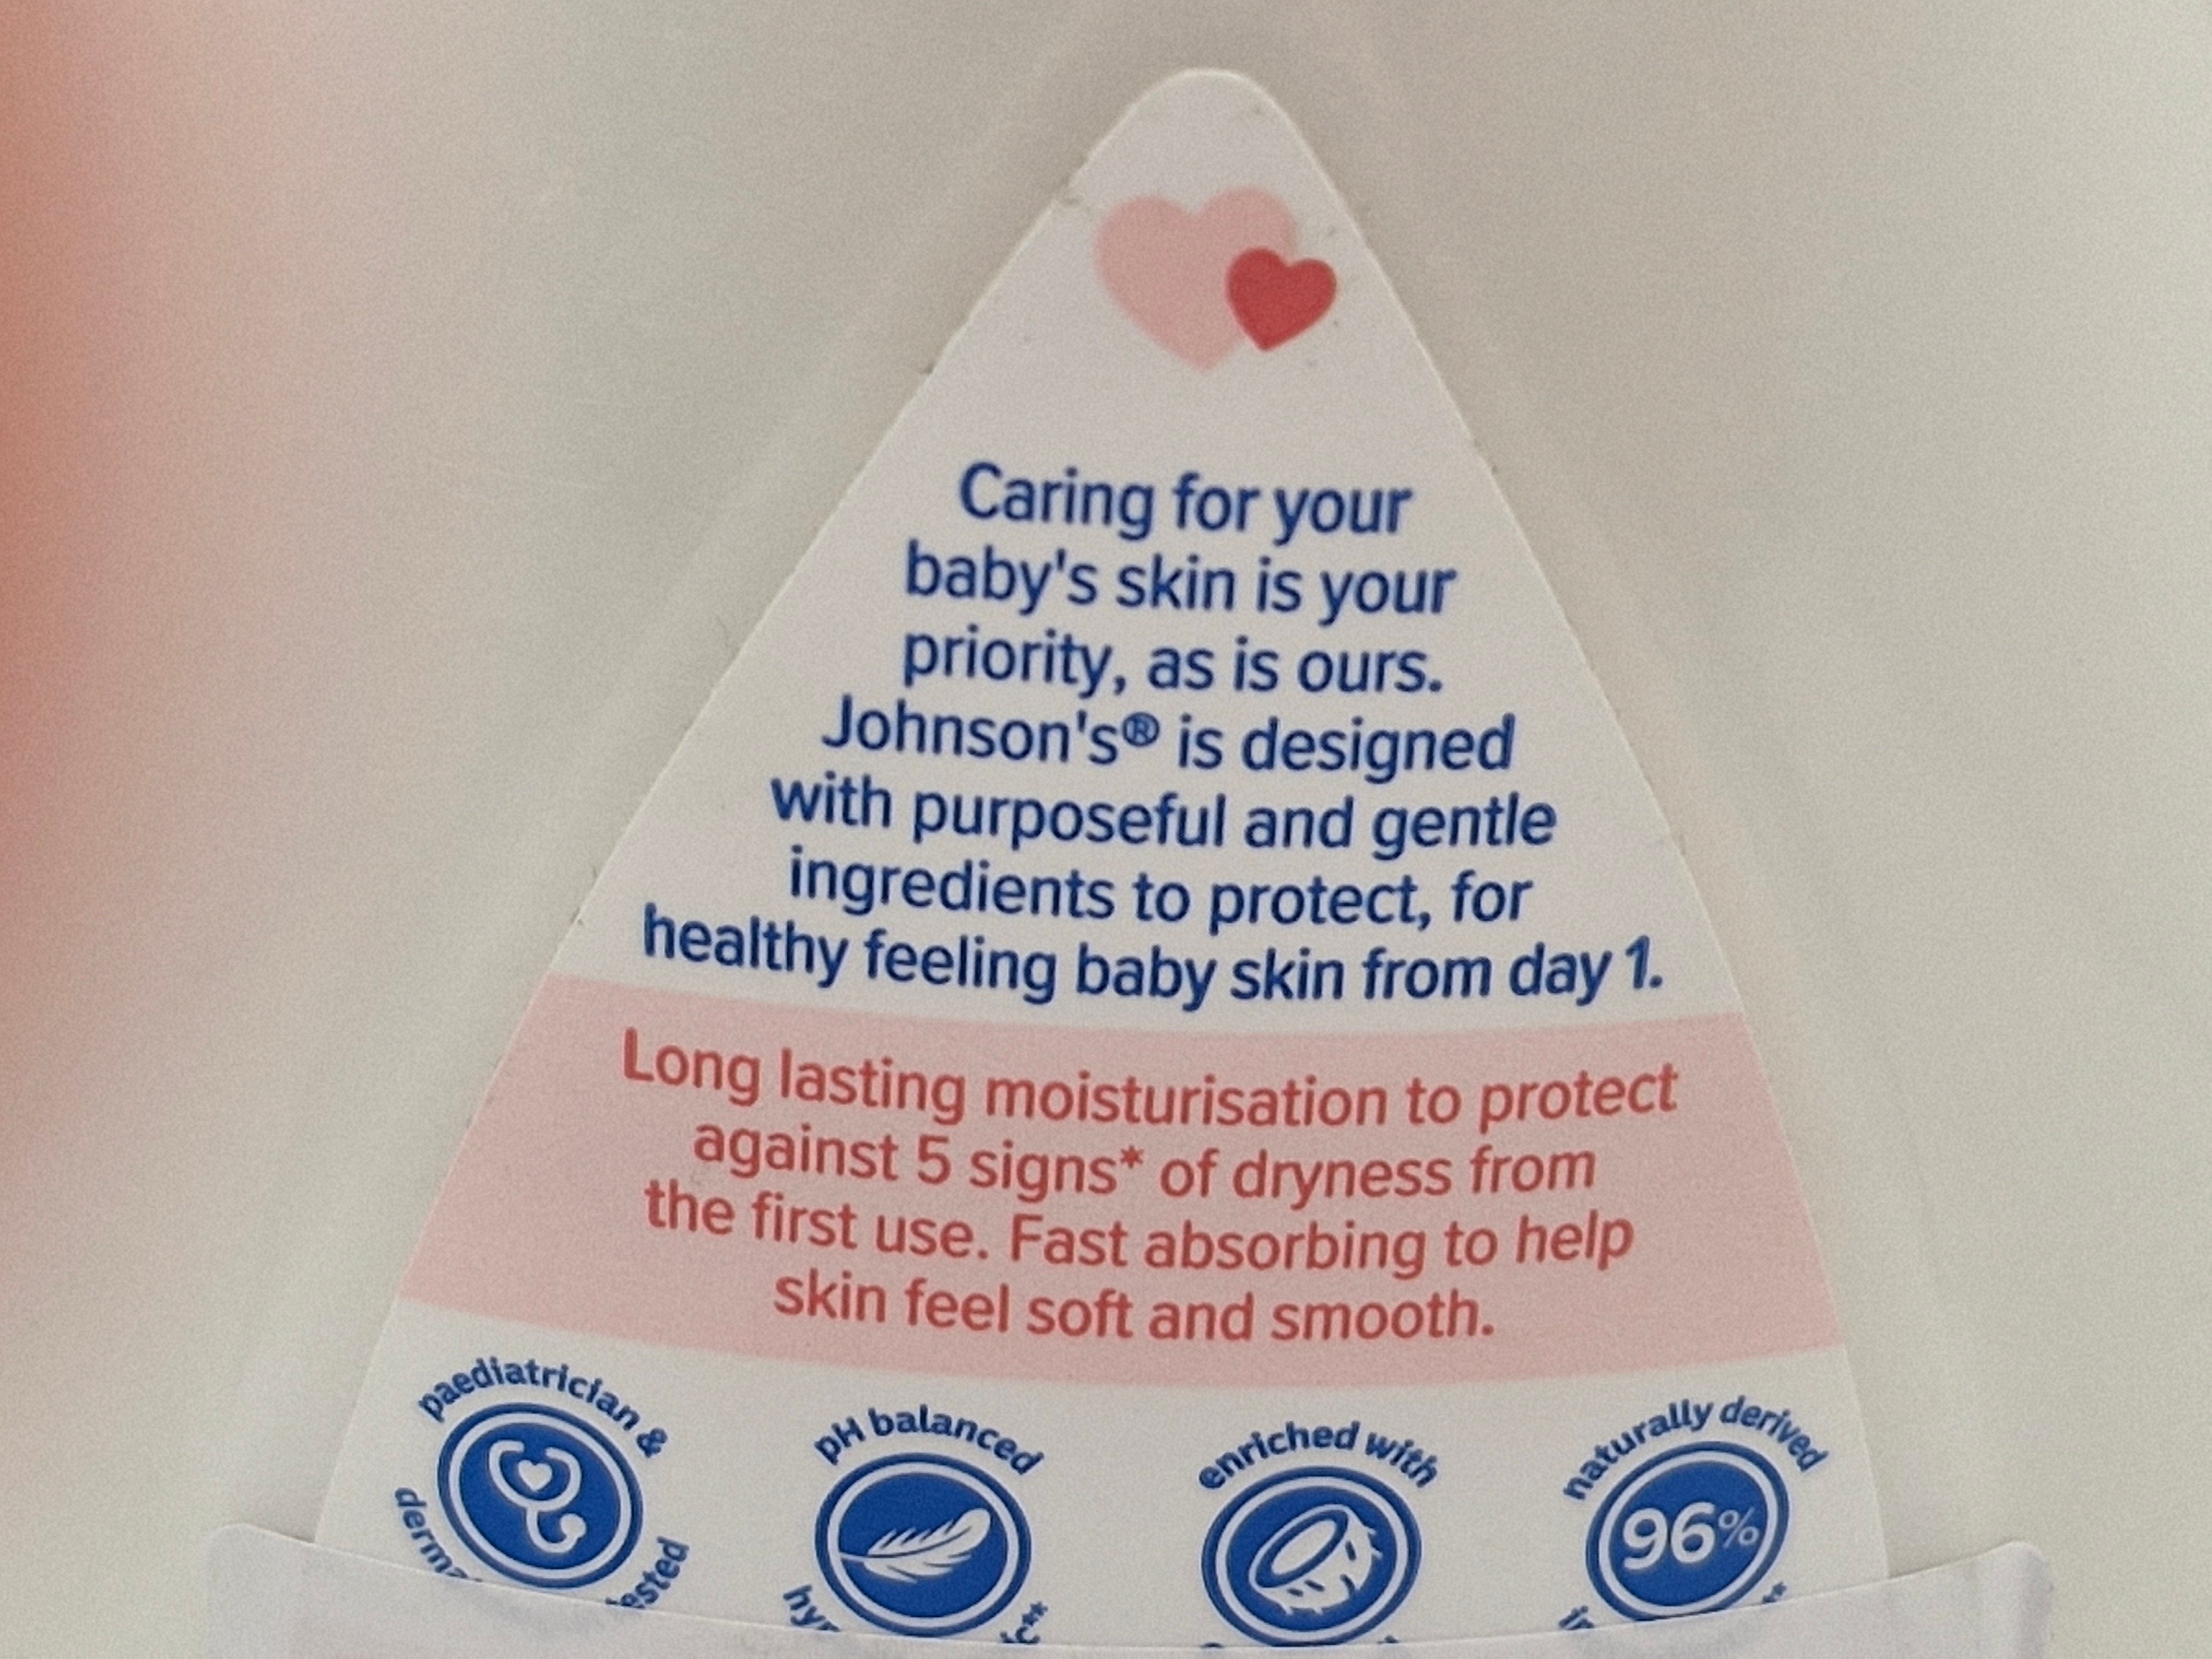 Caring for your
baby's skin is your
priority, as is ours.
Johnson's® is designed
with purposeful and gentle
ingredients to protect, for
healthy feeling baby skin from day 1.
Long lasting moisturisation to protect
against 5 signs* of dryness from
the first use. Fast absorbing to help
skin feel soft and smooth.
paediatrician &
pH balanced
enriched with
naturally derived
96%